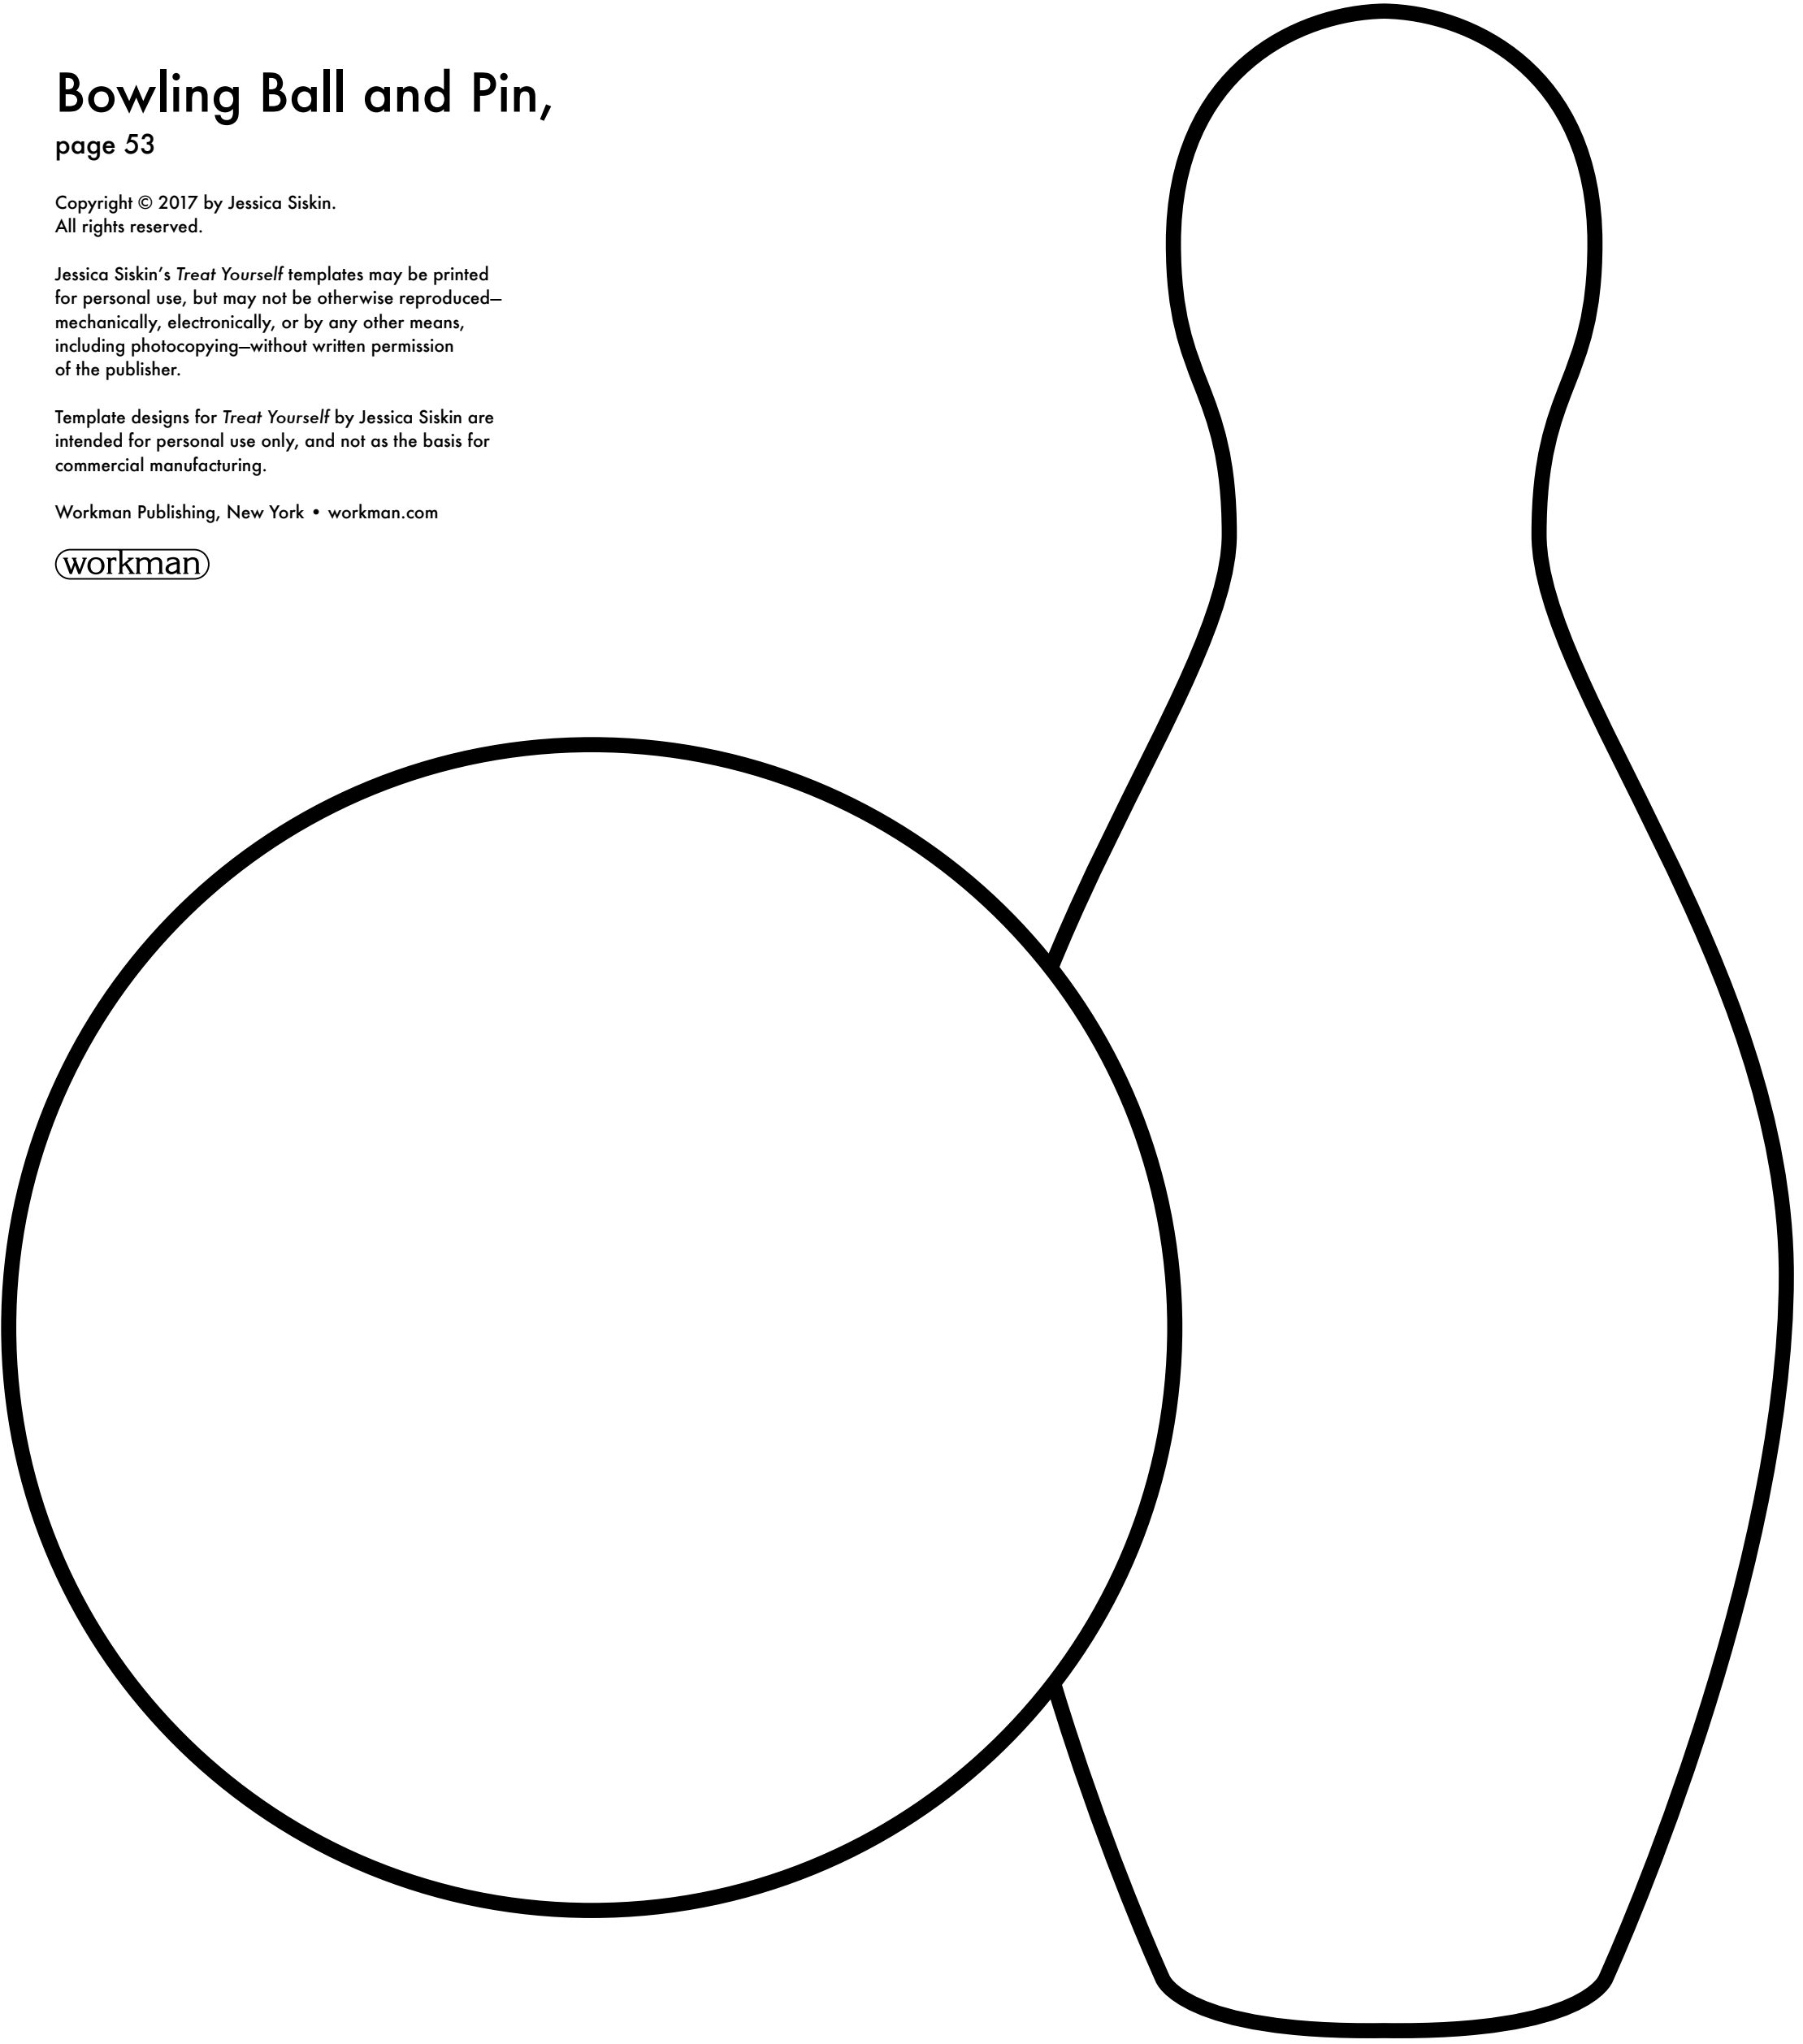 Bowling Ball and Pin,
page 53
Copyright © 2017 by Jessica Siskin.
All rights reserved.
Jessica Siskin’s Treat Yourself templates may be printed
for personal use, but may not be otherwise reproduced—
mechanically, electronically, or by any other means,
including photocopying—without written permission
of the publisher.
Template designs for Treat Yourself by Jessica Siskin are
intended for personal use only, and not as the basis for
commercial manufacturing.
Workman Publishing, New York • workman.com
workman